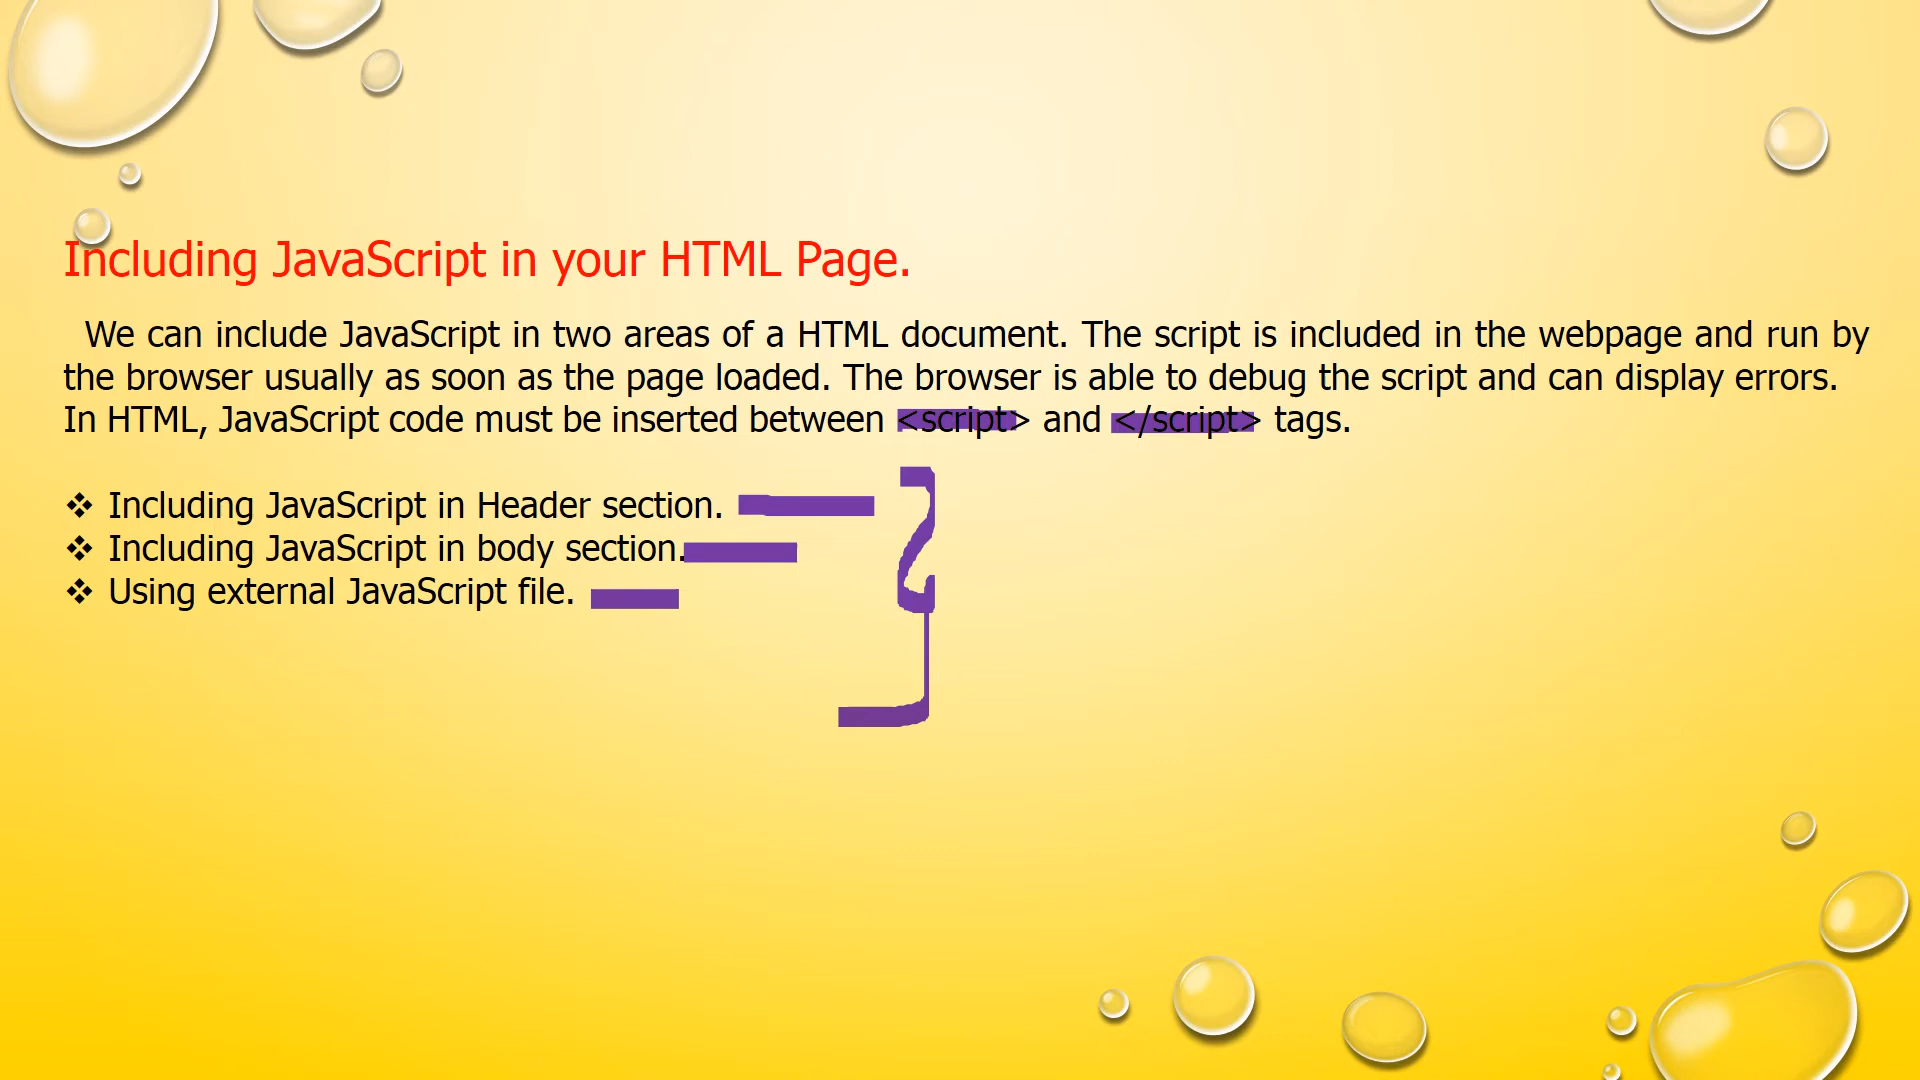 Including JavaScript in your HTML Page.
We can include JavaScript in two areas of a HTML document. The script is included in the webpage and run by
the browser usually as soon as the page loaded. The browser is able to debug the script and can display errors.
In HTML, JavaScript code must be inserted between <script> and </script> tags.
❖ Including JavaScript in Header section.
❖ Including JavaScript in body section.
❖ Using external JavaScript file.